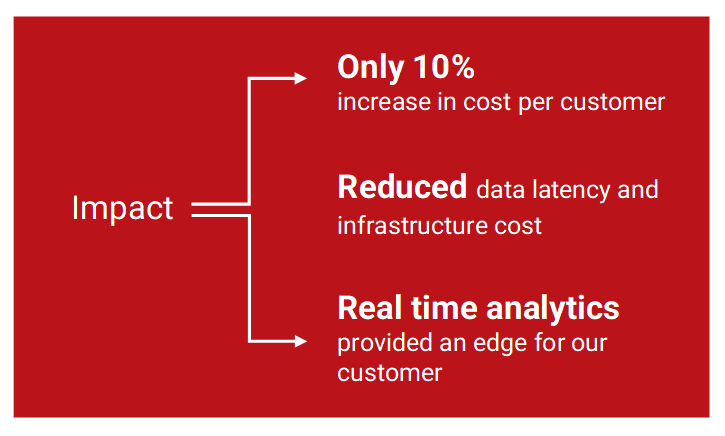 Impact
Only 10%
increase in cost per customer
Reduced data latency and
infrastructure cost
Real time analytics
provided an edge for our
customer